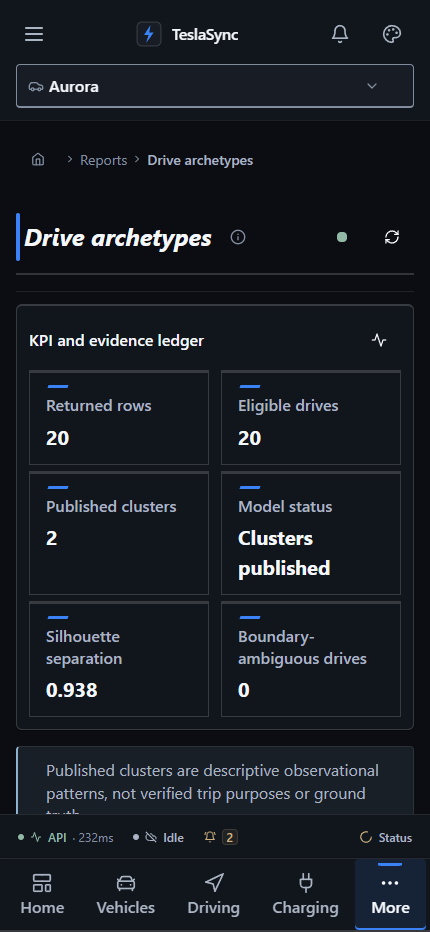 TeslaSync
Aurora
Reports
Drive archetypes
Drive archetypes
KPI and evidence ledger
Returned rows
20
Eligible drives
20
Published clusters
2
Model status
Clusters
published
Silhouette
separation
0.938
Boundary-
ambiguous drives
0
Published clusters are descriptive observational
patterns, not verified trip purposes or ground
truth.
API · 232ms
Idle
2
Status
Home
Vehicles
Driving
Charging
More